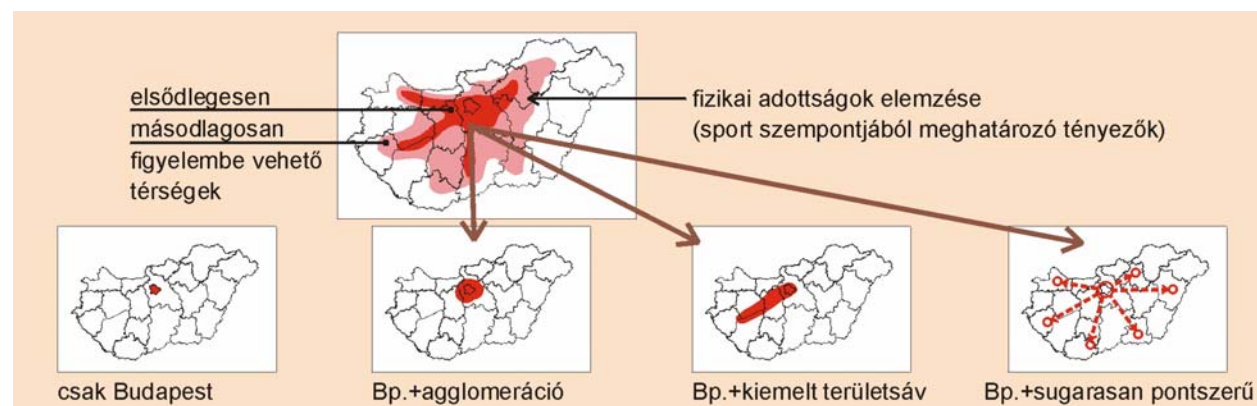 elsődlegesen
másodlagosan
figyelembe vehető
térségek
fizikai adottságok elemzése
(sport szempontjából meghatározó tényezők)
csak Budapest
Bp.+agglomeráció
Bp.+kiemelt területsáv
Bp.+sugarasan pontszerű